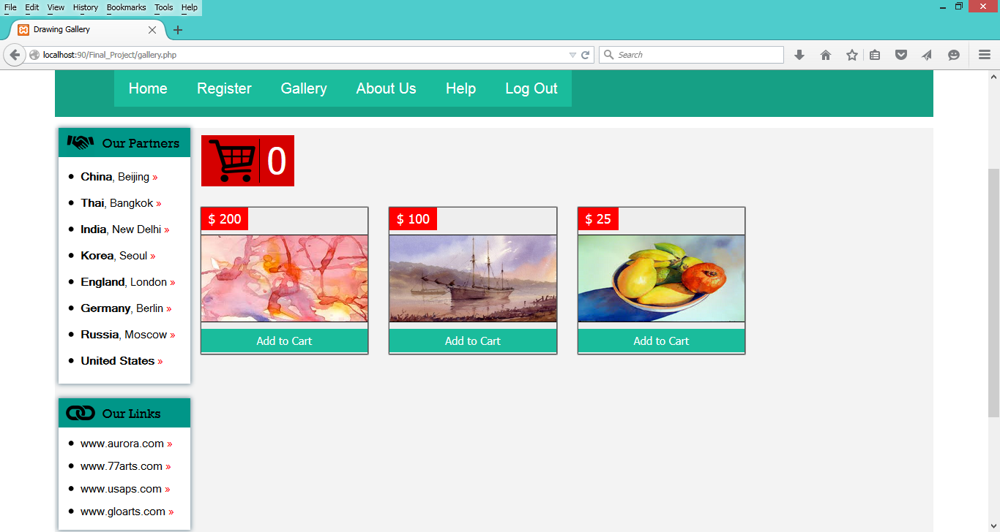 File Edit View History Bookmarks Tools Help
Drawing Gallery
localhost:90/Final_Project/gallery.php
Search
Home Register Gallery About Us Help Log Out
Our Partners
China, Beijing »
Thai, Bangkok »
India, New Delhi »
Korea, Seoul »
England, London »
Germany, Berlin »
Russia, Moscow »
United States »
Our Links
www.aurora.com »
www.77arts.com »
www.usaps.com »
www.gloarts.com »
0
$ 200
Add to Cart
$ 100
Add to Cart
$ 25
Add to Cart